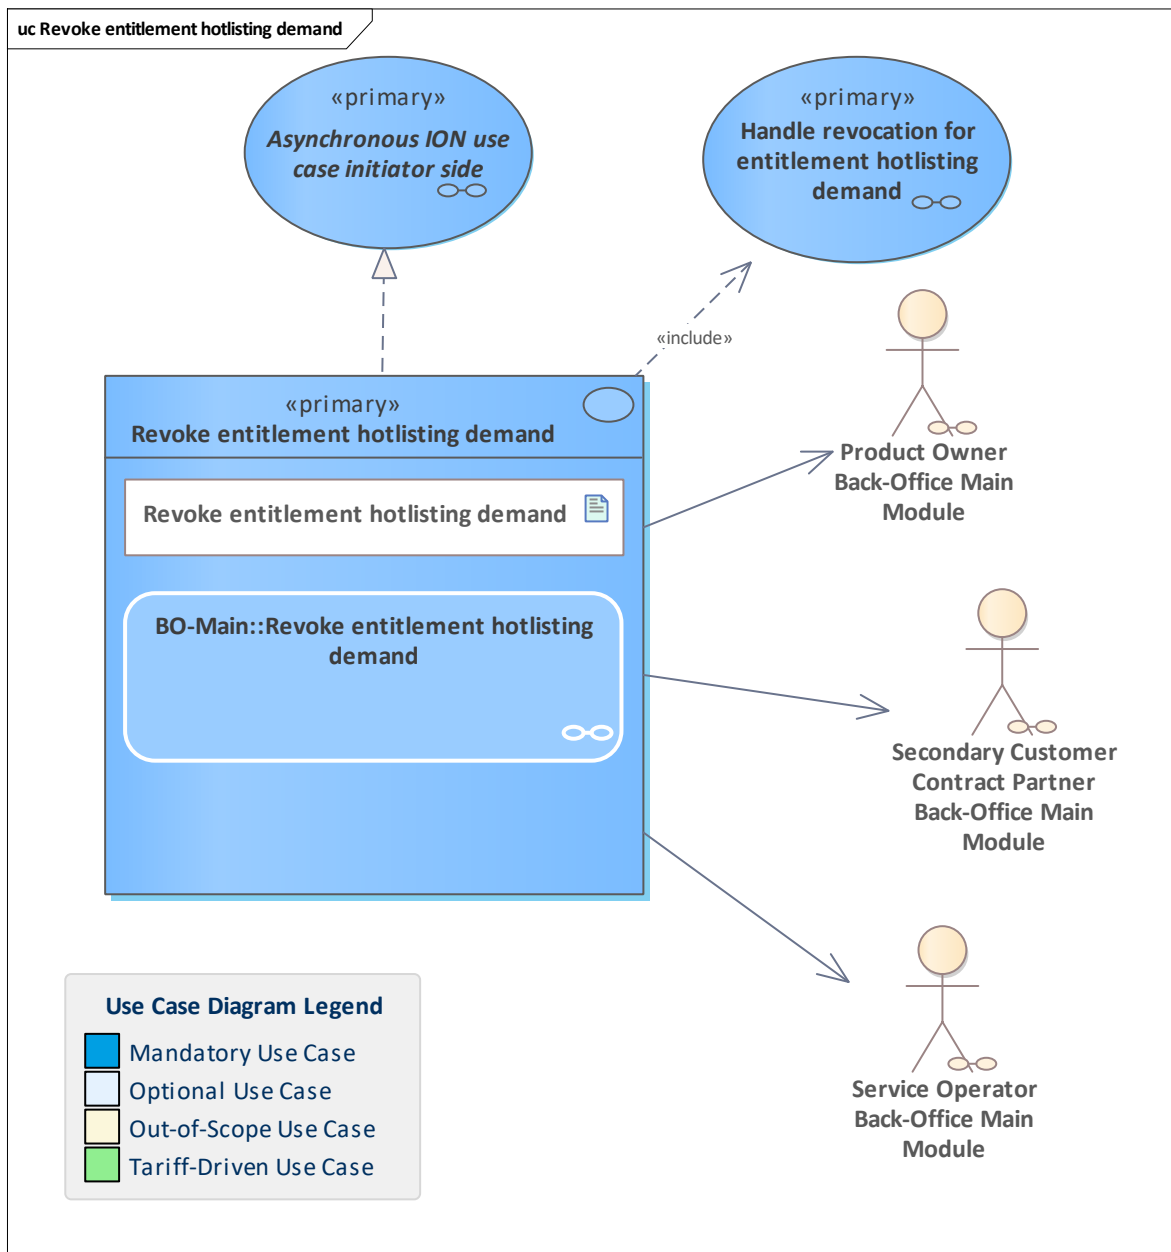 uc Revoke entitlement hotlisting demand
«primary»
Asynchronous ION use
case initiator side
«primary»
Handle revocation for
entitlement hotlisting
demand
«include»
«primary»
Revoke entitlement hotlisting demand
Revoke entitlement hotlisting demand
BO-Main::Revoke entitlement hotlisting
demand
Product Owner
Back-Office Main
Module
Secondary Customer
Contract Partner
Back-Office Main
Module
Service Operator
Back-Office Main
Module
Use Case Diagram Legend
Mandatory Use Case
Optional Use Case
Out-of-Scope Use Case
Tariff-Driven Use Case